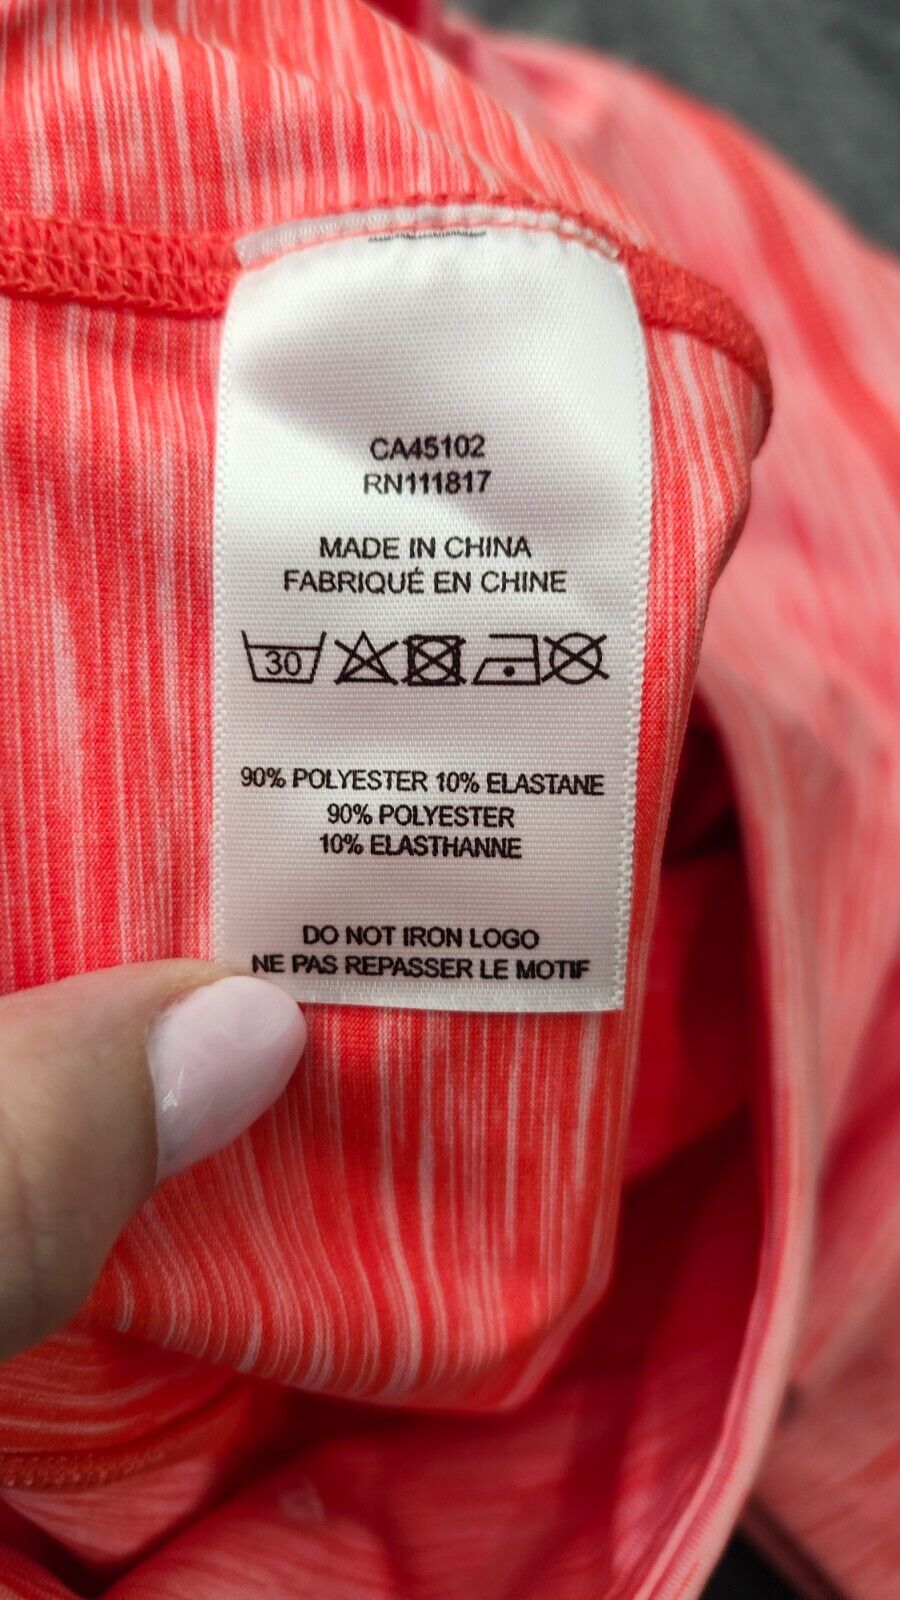 CA45102
RN111817
MADE IN CHINA
FABRIQUÉ EN CHINE
30
90% POLYESTER 10% ELASTANE
90% POLYESTER
10% ELASTHANNE
DO NOT IRON LOGO
NE PAS REPASSER LE MOTIF